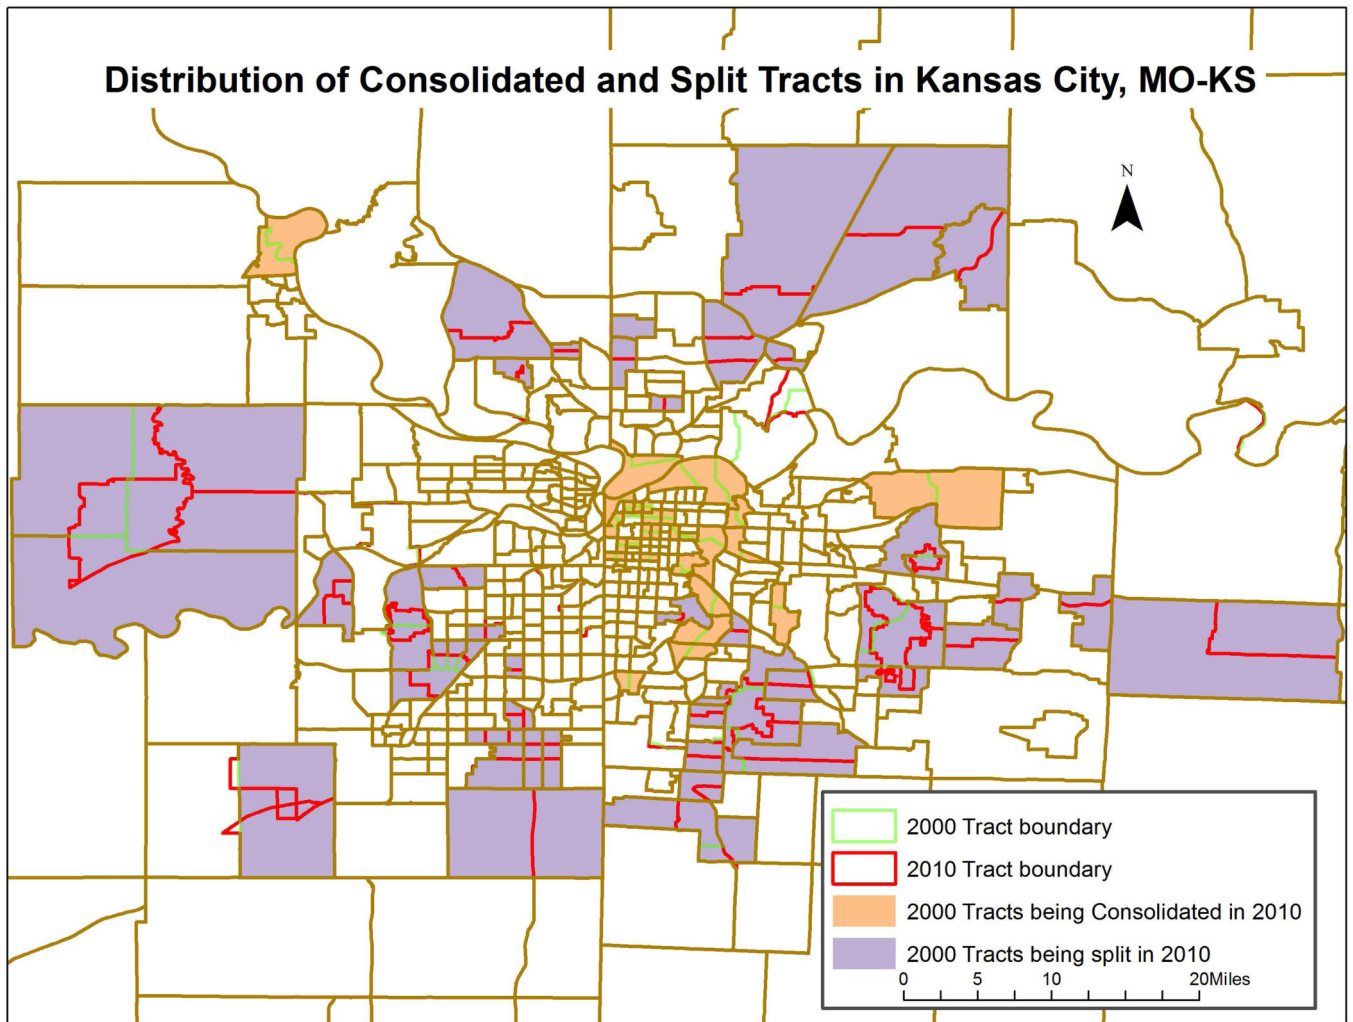 Distribution of Consolidated and Split Tracts in Kansas City, MO-KS
N
2000 Tract boundary
2010 Tract boundary
2000 Tracts being Consolidated in 2010
2000 Tracts being split in 2010
0 5 10 20Miles